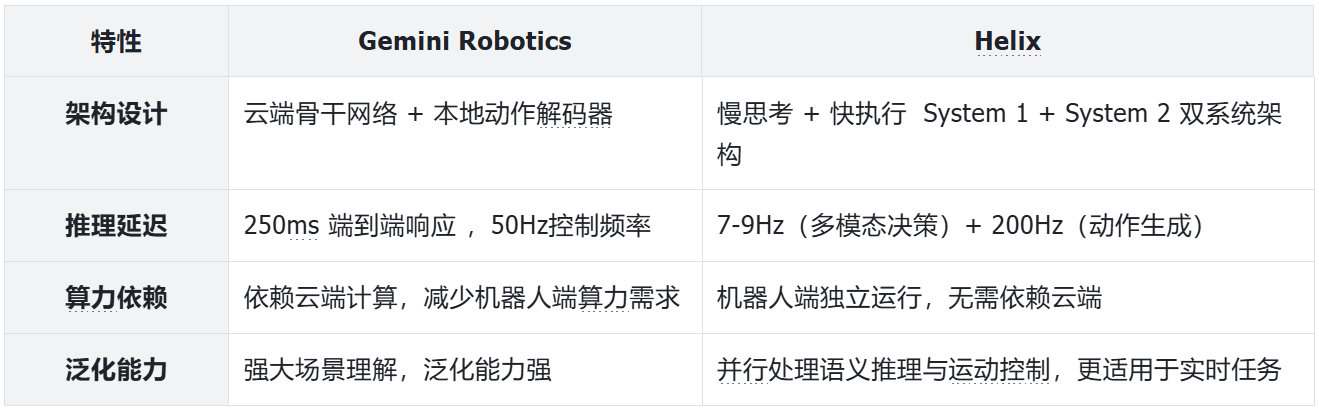 特性 Gemini Robotics Helix
架构设计 云端骨干网络 + 本地动作解码器 慢思考 + 快执行 System 1 + System 2 双系统架
构
推理延迟 250ms 端到端响应 ，50Hz控制频率 7-9Hz（多模态决策）+ 200Hz（动作生成）
算力依赖 依赖云端计算，减少机器人端算力需求 机器人端独立运行，无需依赖云端
泛化能力 强大场景理解，泛化能力强 并行处理语义推理与运动控制，更适用于实时任务